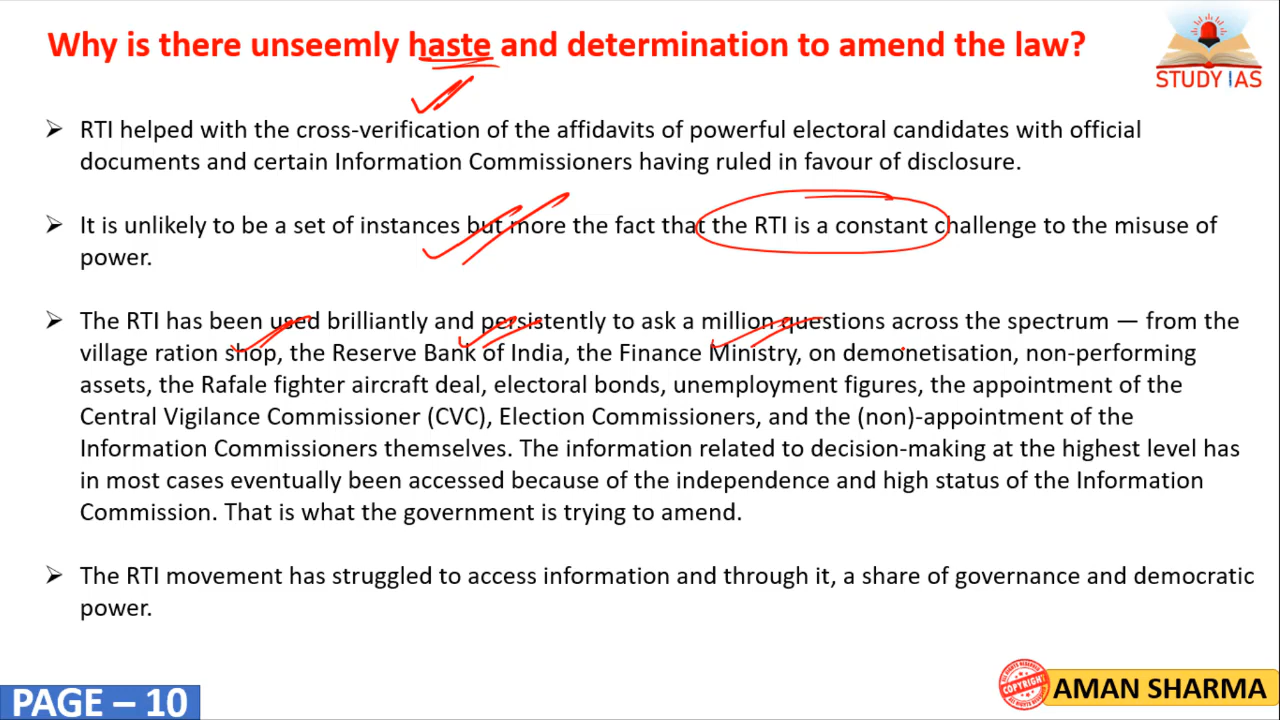 Why is there unseemly haste and determination to amend the law?
STUDY IAS
➢ RTI helped with the cross-verification of the affidavits of powerful electoral candidates with official
documents and certain Information Commissioners having ruled in favour of disclosure.
➢ It is unlikely to be a set of instances but more the fact that the RTI is a constant challenge to the misuse of
power.
➢ The RTI has been used brilliantly and persistently to ask a million questions across the spectrum — from the
village ration shop, the Reserve Bank of India, the Finance Ministry, on demonetisation, non-performing
assets, the Rafale fighter aircraft deal, electoral bonds, unemployment figures, the appointment of the
Central Vigilance Commissioner (CVC), Election Commissioners, and the (non)-appointment of the
Information Commissioners themselves. The information related to decision-making at the highest level has
in most cases eventually been accessed because of the independence and high status of the Information
Commission. That is what the government is trying to amend.
➢ The RTI movement has struggled to access information and through it, a share of governance and democratic
power.
PAGE – 10
COPYRIGHT
AMAN SHARMA